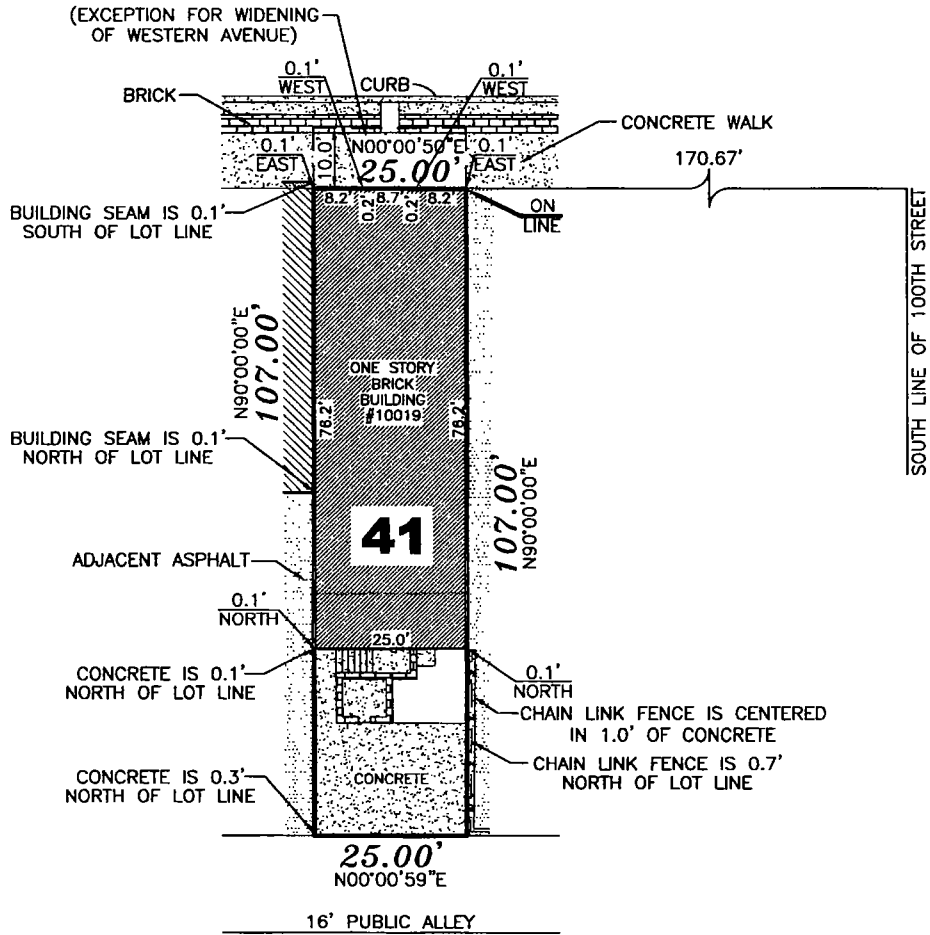 (EXCEPTION FOR WIDENING
OF WESTERN AVENUE)
0.1'
WEST
CURB
0.1'
WEST
BRICK
CONCRETE WALK
0.1'
EAST
10.0'
N00°00'50"E
25.00'
0.1'
EAST
170.67'
8.2'
0.2'
8.7'
0.2'
8.2'
ON
LINE
BUILDING SEAM IS 0.1'
SOUTH OF LOT LINE
SOUTH LINE OF 100TH STREET
N90°00'00"E
107.00'
ONE STORY
BRICK
BUILDING
#10019
76.2'
76.2'
BUILDING SEAM IS 0.1'
NORTH OF LOT LINE
107.00'
N90°00'00"E
41
ADJACENT ASPHALT
0.1'
NORTH
25.0'
CONCRETE IS 0.1'
NORTH OF LOT LINE
0.1'
NORTH
CHAIN LINK FENCE IS CENTERED
IN 1.0' OF CONCRETE
CHAIN LINK FENCE IS 0.7'
NORTH OF LOT LINE
CONCRETE IS 0.3'
NORTH OF LOT LINE
CONCRETE
25.00'
N00°00'59"E
16' PUBLIC ALLEY